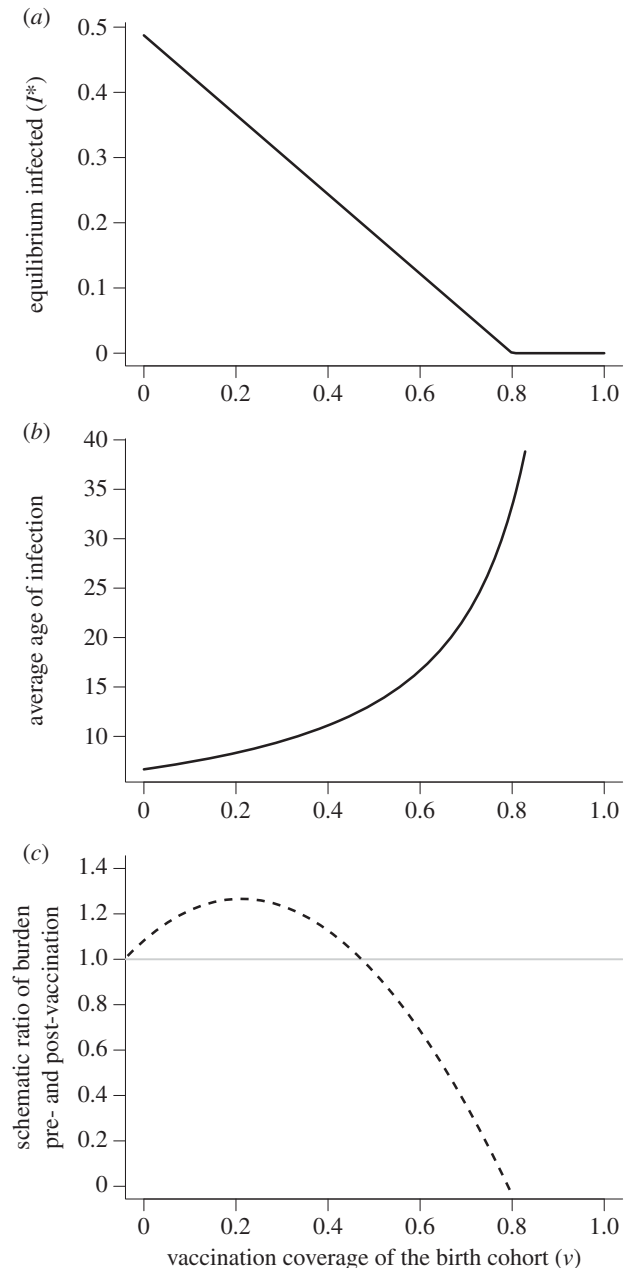 (a)
0.5
0.4
0.3
0.2
0.1
0
equilibrium infected (I*)
0 0.2 0.4 0.6 0.8 1.0
(b)
40
35
30
25
20
15
10
average age of infection
0 0.2 0.4 0.6 0.8 1.0
(c)
1.4
1.2
1.0
0.8
0.6
0.4
0.2
0
schematic ratio of burden
pre- and post-vaccination
0 0.2 0.4 0.6 0.8 1.0
vaccination coverage of the birth cohort (v)